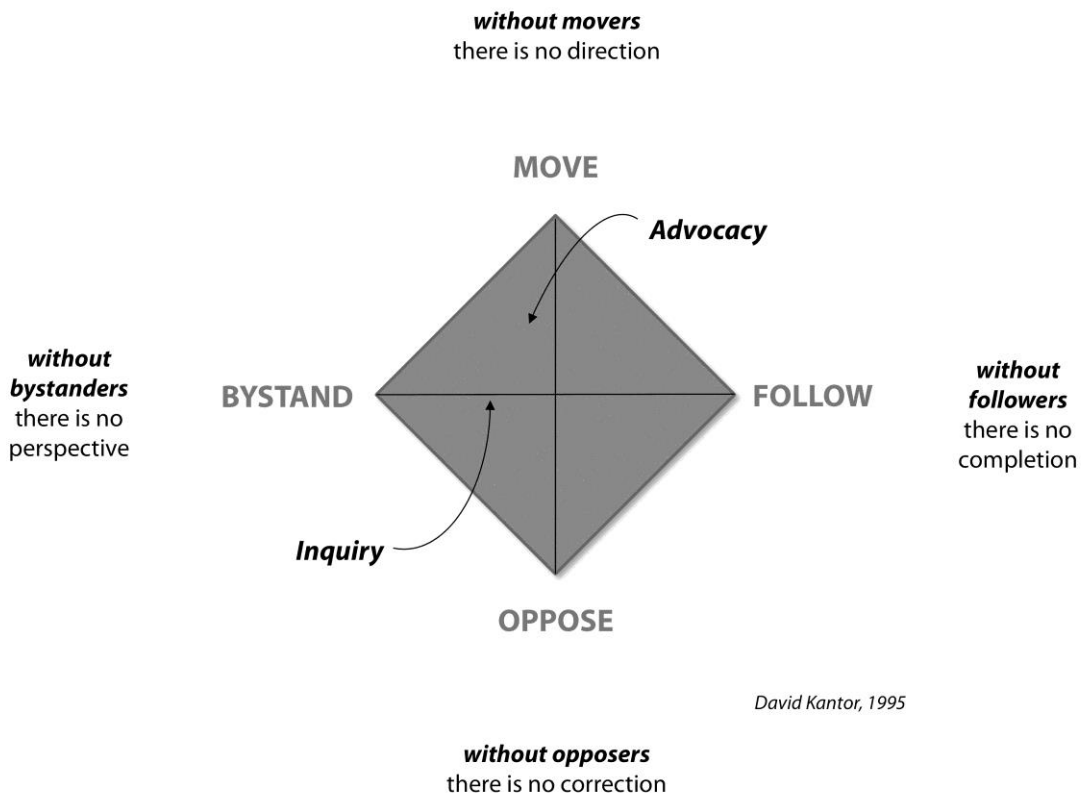 without movers
there is no direction
MOVE
Advocacy
without
bystanders
there is no
perspective
BYSTAND
FOLLOW
without
followers
there is no
completion
Inquiry
OPPOSE
David Kantor, 1995
without opposers
there is no correction